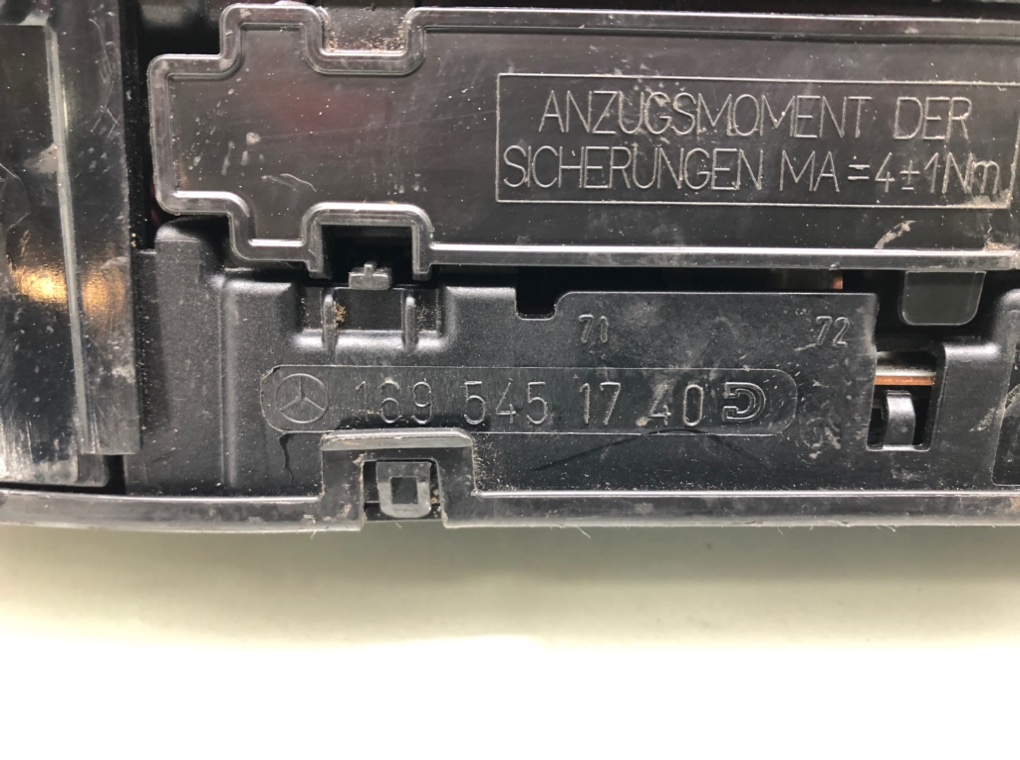 ANZUGSMOMENT DER
SICHERUNGEN MA = 4 ± 1Nm
71 72
169 545 17 40